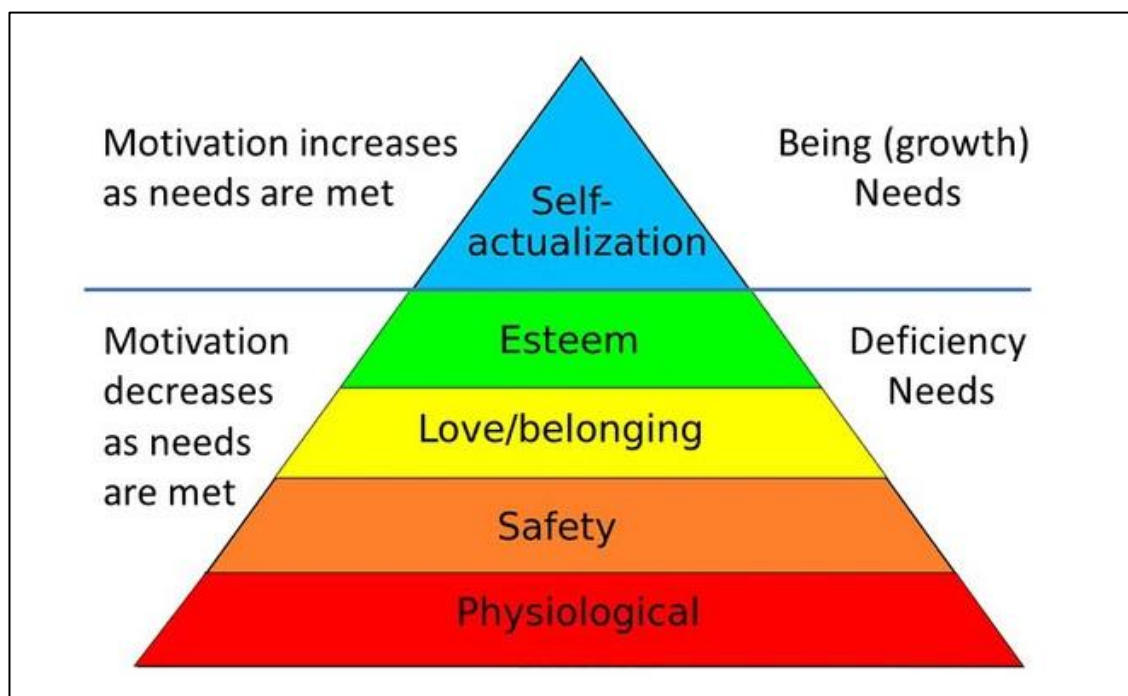 Motivation increases
as needs are met
Self-
actualization
Being (growth)
Needs
Motivation
decreases
as needs
are met
Esteem
Love/belonging
Safety
Physiological
Deficiency
Needs